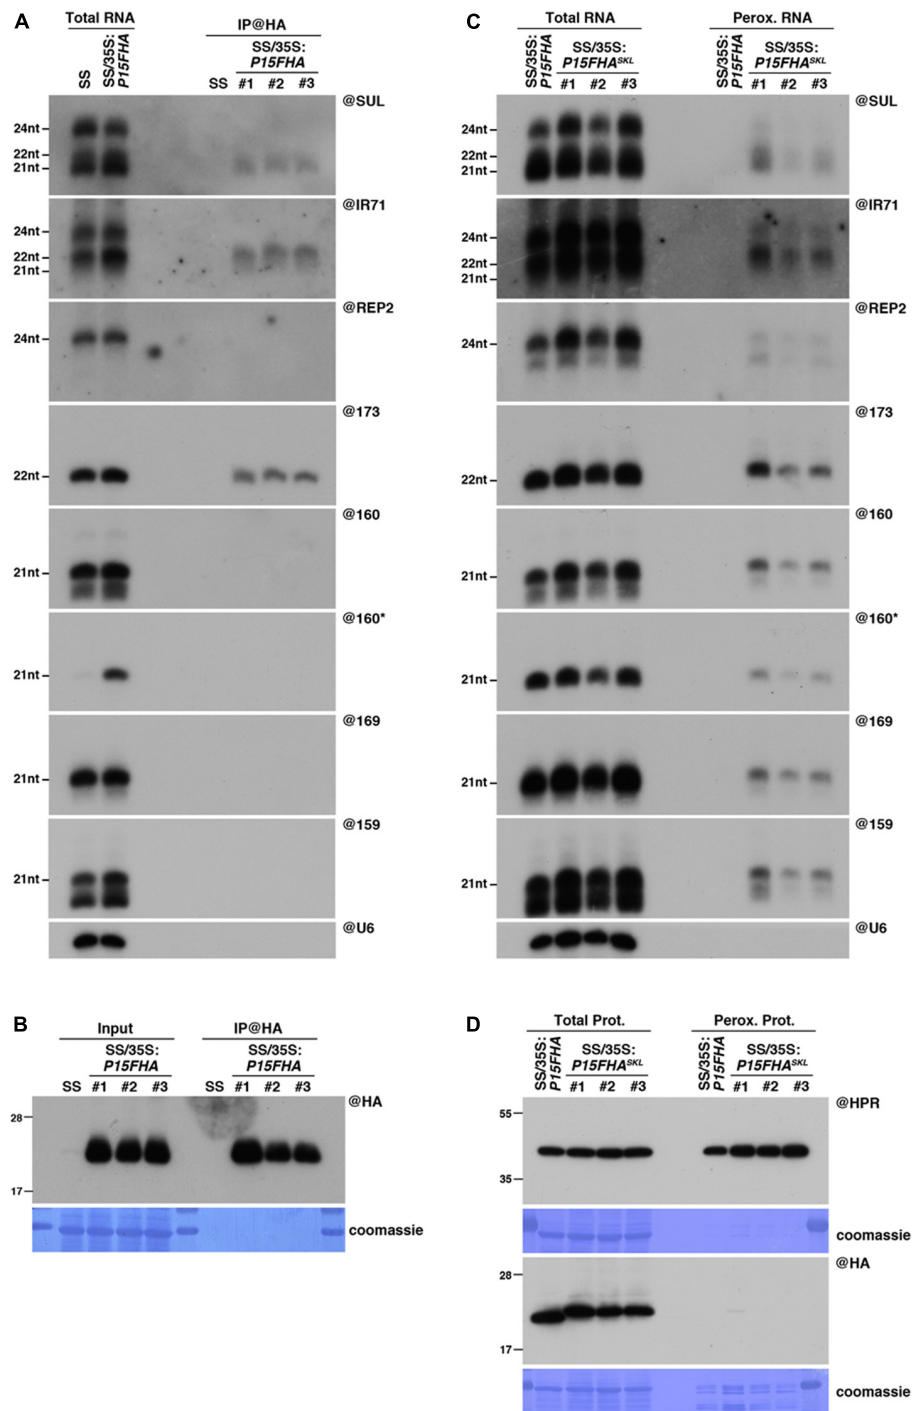 A
Total RNA
IP@HA
SS
SS/35S:
P15FHA
SS/35S:
P15FHA
SS #1 #2 #3
@SUL
24nt
22nt
21nt
@IR71
24nt
22nt
21nt
@REP2
24nt
@173
22nt
@160
21nt
@160*
21nt
@169
21nt
@159
21nt
@U6
C
Total RNA
Perox. RNA
SS/35S:
P15FHA
SS/35S:
P15FHASKL
#1 #2 #3
SS/35S:
P15FHA
SS/35S:
P15FHASKL
#1 #2 #3
@SUL
24nt
22nt
21nt
@IR71
24nt
22nt
21nt
@REP2
24nt
@173
22nt
@160
21nt
@160*
21nt
@169
21nt
@159
21nt
@U6
B
Input
IP@HA
SS/35S:
P15FHA
SS/35S:
P15FHA
SS #1 #2 #3
SS #1 #2 #3
@HA
28
17
coomassie
D
Total Prot.
Perox. Prot.
SS/35S:
P15FHA
SS/35S:
P15FHASKL
#1 #2 #3
SS/35S:
P15FHA
SS/35S:
P15FHASKL
#1 #2 #3
@HPR
55
35
coomassie
@HA
28
17
coomassie